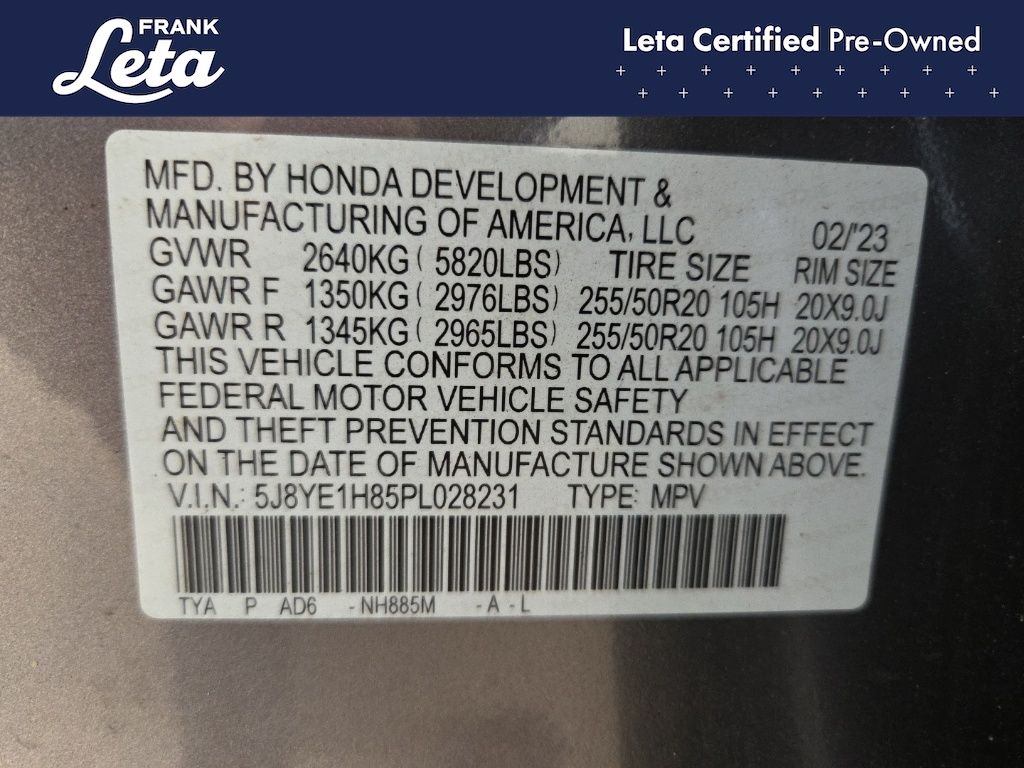 FRANK
Leta
Leta Certified Pre-Owned
MFD. BY HONDA DEVELOPMENT &
MANUFACTURING OF AMERICA, LLC 02/'23
GVWR 2640KG ( 5820LBS) TIRE SIZE RIM SIZE
GAWR F 1350KG ( 2976LBS) 255/50R20 105H 20X9.0J
GAWR R 1345KG ( 2965LBS) 255/50R20 105H 20X9.0J
THIS VEHICLE CONFORMS TO ALL APPLICABLE
FEDERAL MOTOR VEHICLE SAFETY
AND THEFT PREVENTION STANDARDS IN EFFECT
ON THE DATE OF MANUFACTURE SHOWN ABOVE.
V.I.N.: 5J8YE1H85PL028231 TYPE: MPV
TYA P AD6 -NH885M -A -L